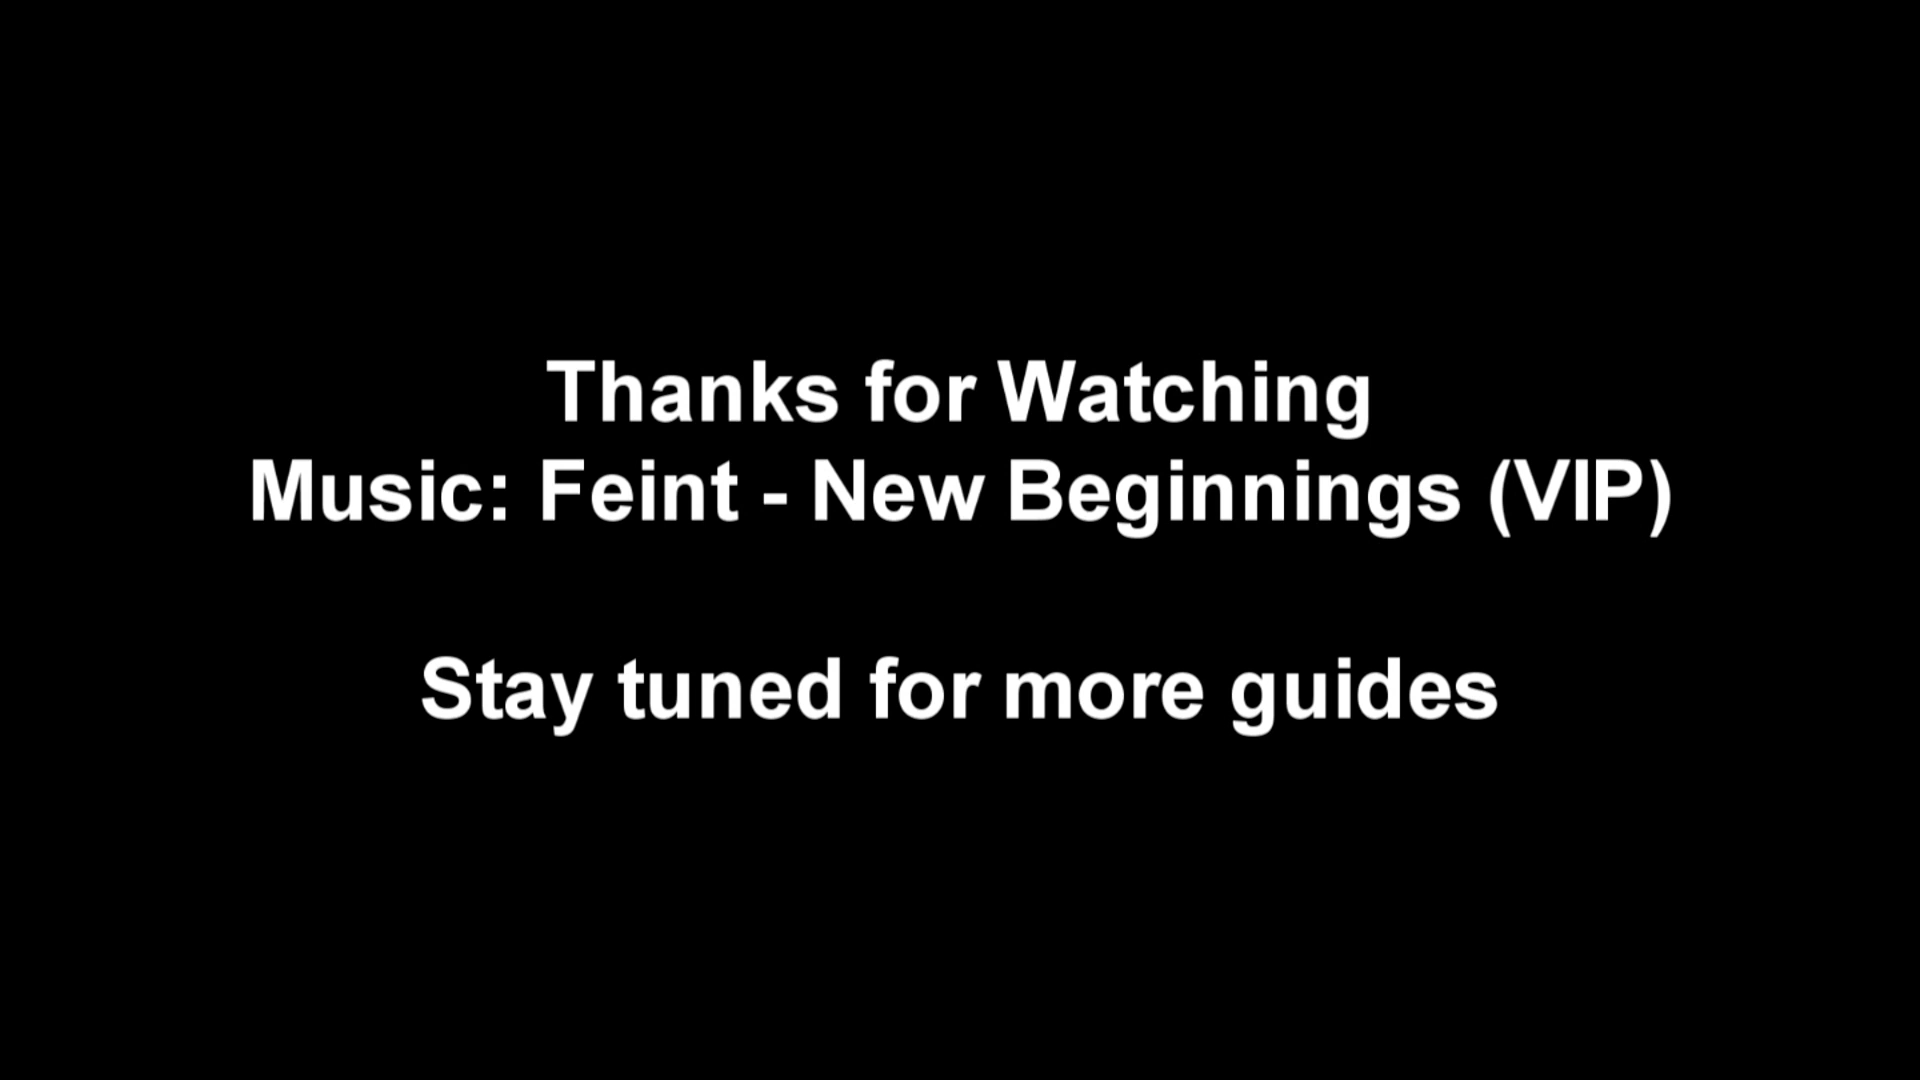 Thanks for Watching
Music: Feint - New Beginnings (VIP)
Stay tuned for more guides